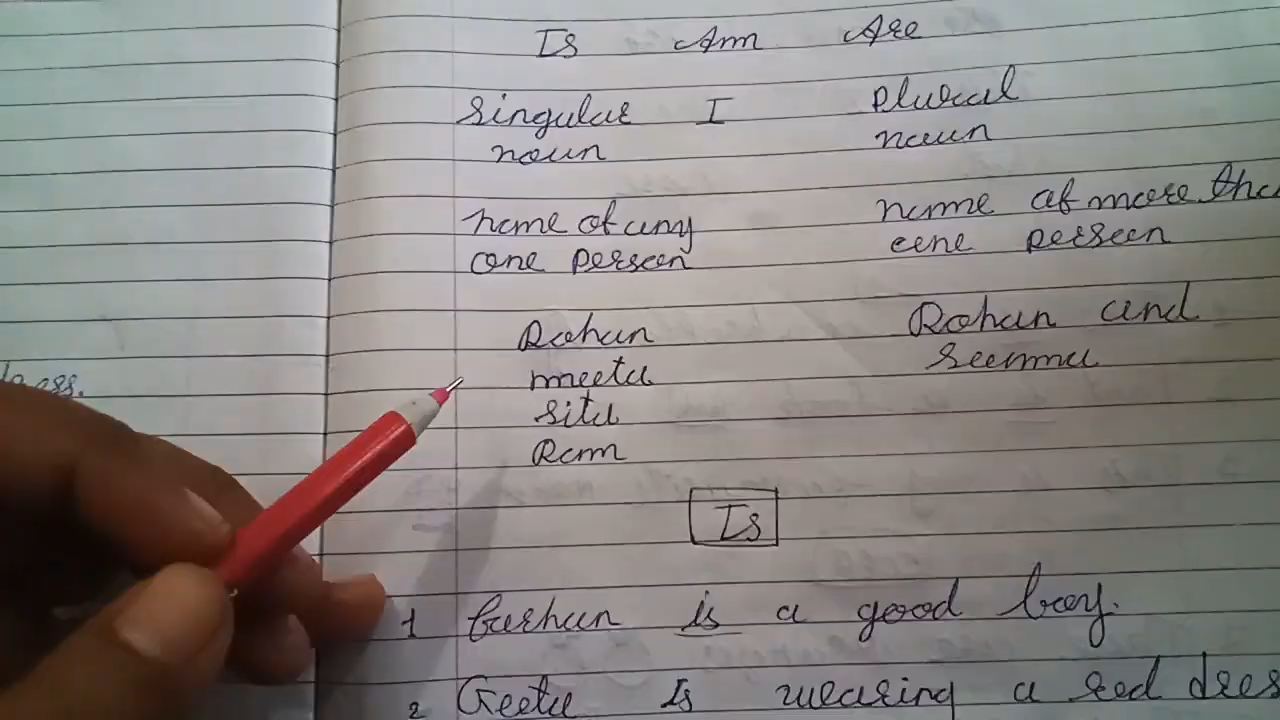 Is Am Are
Singular I Plural
noun noun
name of any name of more tha
one person one person
Rohan Rohan and
meeta Seema
sita
Ram
Is
1 Farhan is a good boy.
2 Geeta Is wearing a red dres